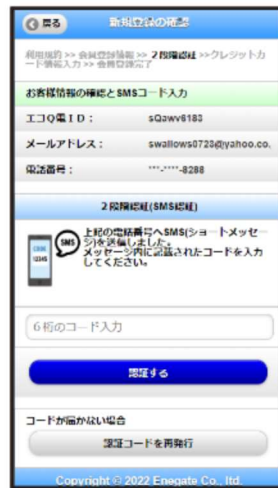 戻る
新規登録の確認
利用規約 >> 会員登録情報 >> 2段階認証 >>クレジットカ
ード情報入力 >> 会員登録完了
お客様情報の確認とSMSコード入力
エコQ電ID： sQawv6183
メールアドレス： swallows0723@yahoo.co.
電話番号： ***-****-8288
2段階認証(SMS認証)
SMS
12345
上記の電話番号へSMS(ショートメッセー
ジ)を送信しました。
メッセージ内に記載されたコードを入力
してください。
6桁のコード入力
認証する
コードが届かない場合
認証コードを再発行
Copyright © 2022 Enegate Co., ltd.